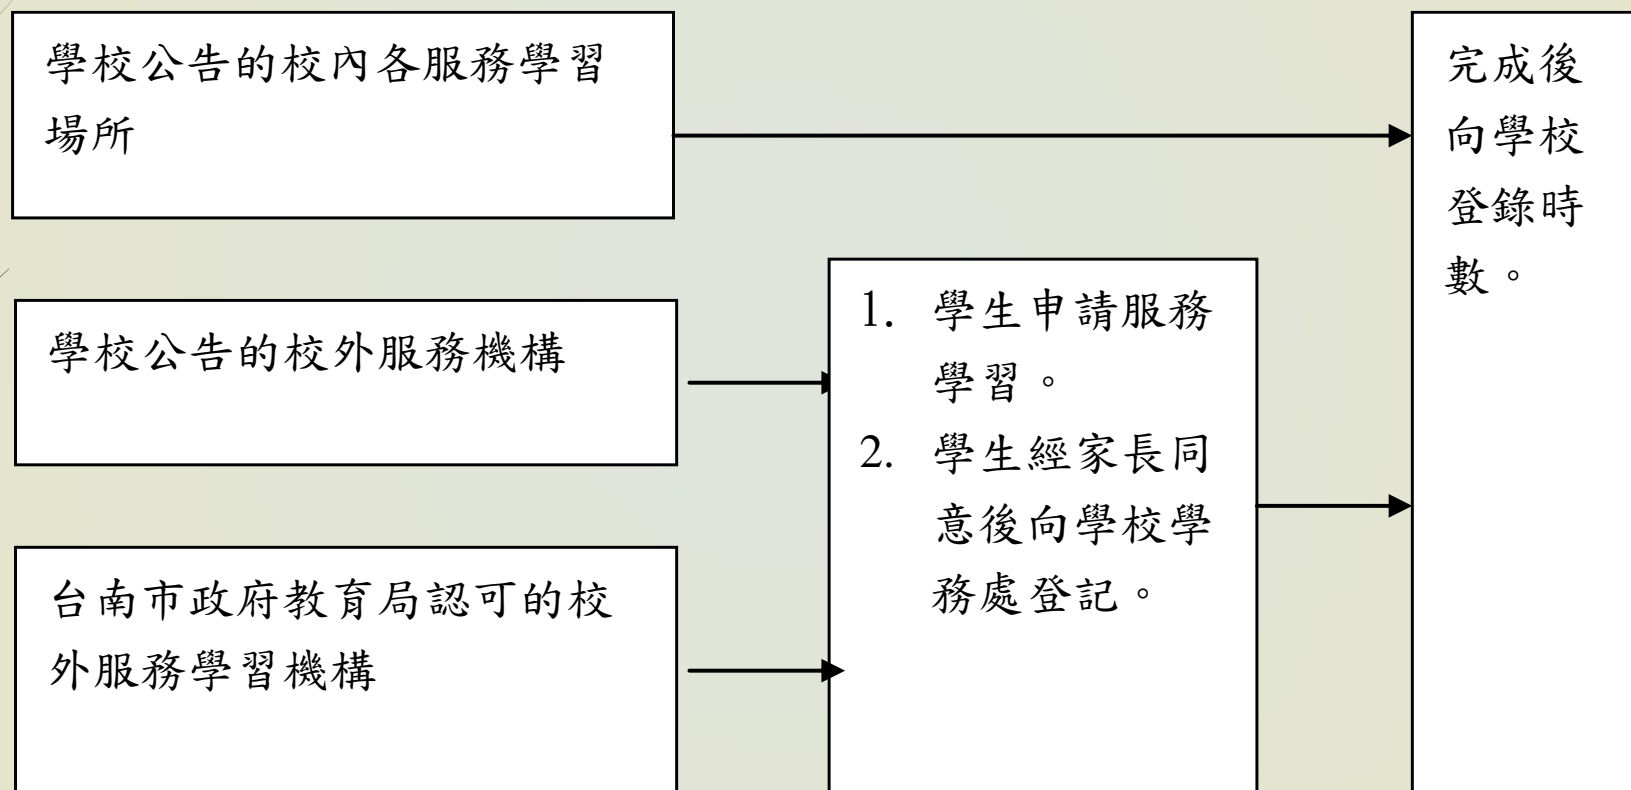 學校公告的校內各服務學習
場所
學校公告的校外服務機構
台南市政府教育局認可的校
外服務學習機構
1. 學生申請服務
學習。
2. 學生經家長同
意後向學校學
務處登記。
完成後
向學校
登錄時
數。